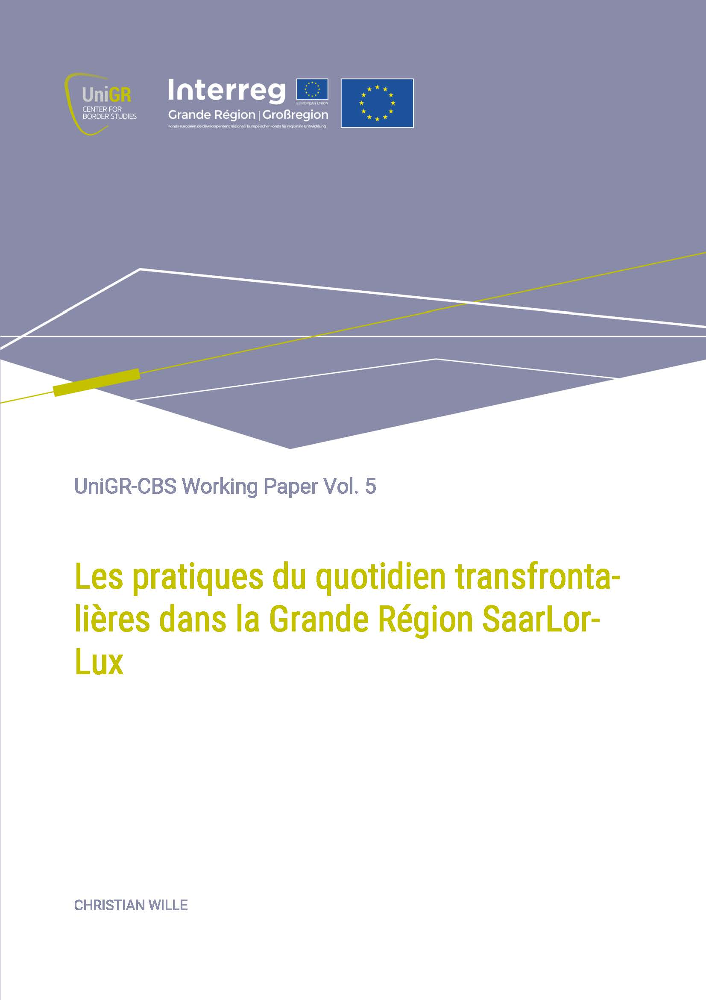 UniGR
CENTER FOR
BORDER STUDIES
Interreg
EUROPEAN UNION
Grande Région | Großregion
Fonds européen de développement régional | Europäischer Fonds für regionale Entwicklung
UniGR-CBS Working Paper Vol. 5
Les pratiques du quotidien transfronta-
lières dans la Grande Région SaarLor-
Lux
CHRISTIAN WILLE